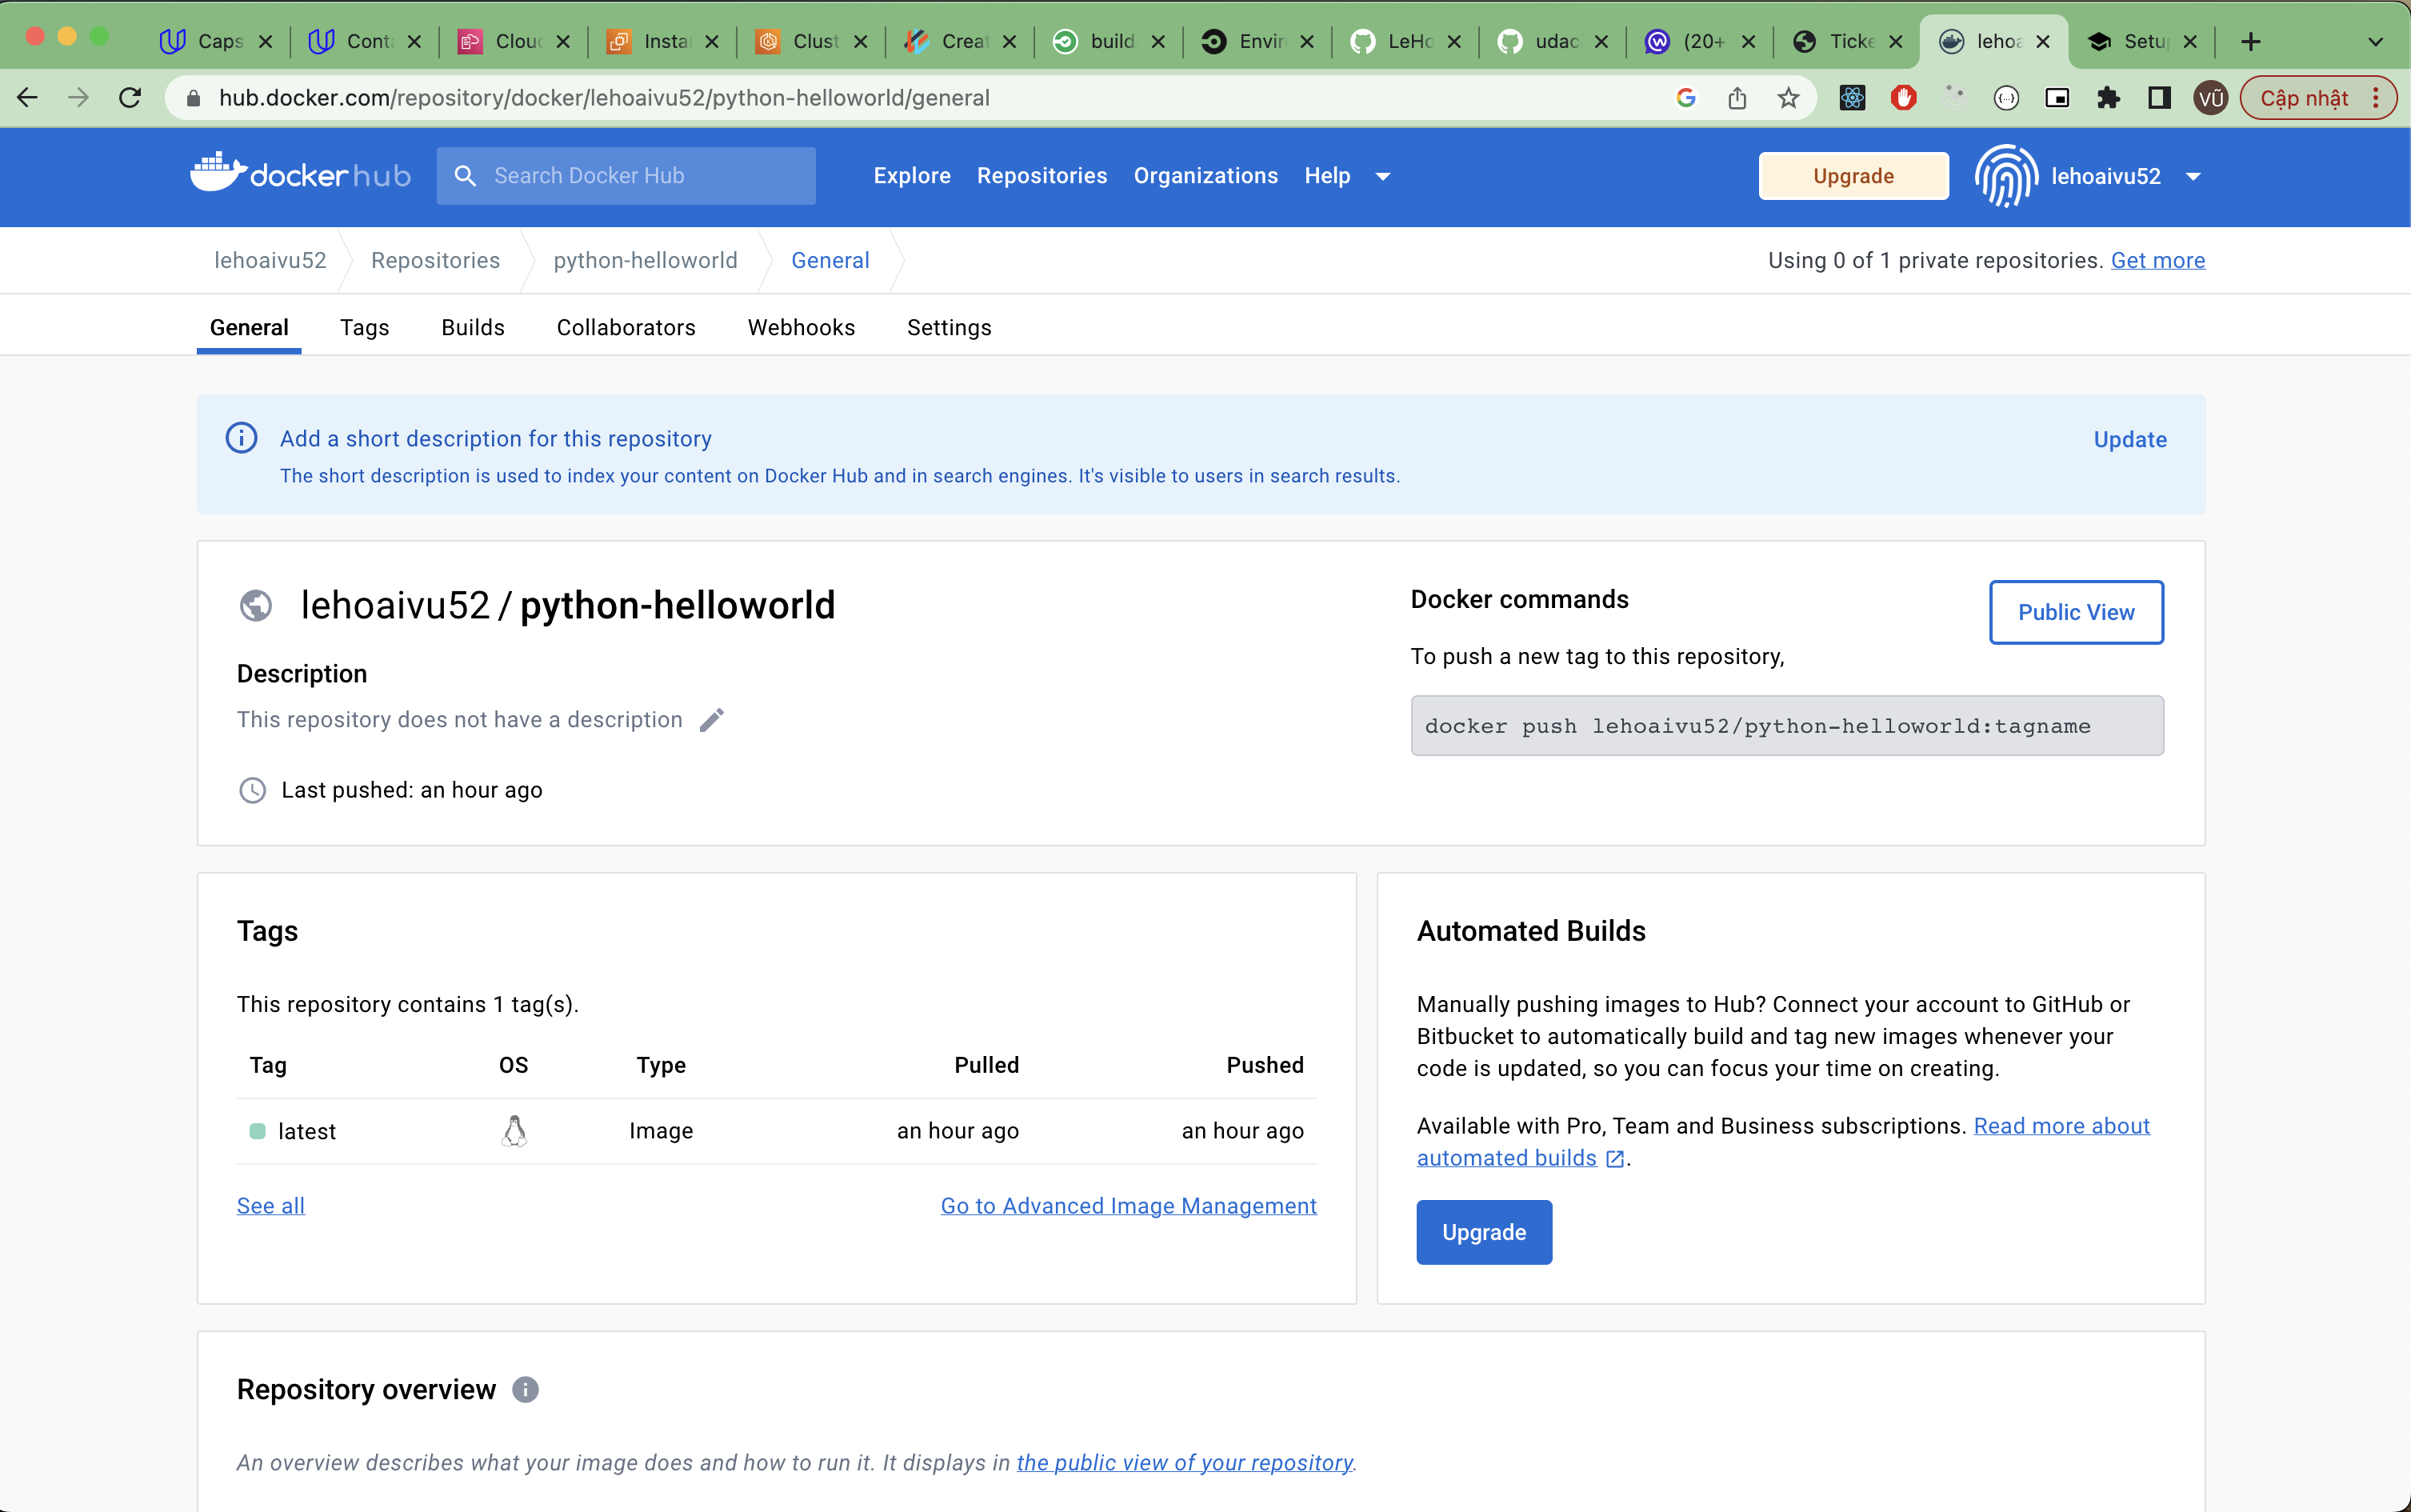 Caps
Conta
Clou
Insta
Clust
Creat
build-
Envir
LeHo
udac
(20+
Ticke
lehoa
Setu
hub.docker.com/repository/docker/lehoaivu52/python-helloworld/general
VŨ
Cập nhật
docker hub
Search Docker Hub
Explore
Repositories
Organizations
Help
Upgrade
lehoaivu52
lehoaivu52
Repositories
python-helloworld
General
Using 0 of 1 private repositories. Get more
General
Tags
Builds
Collaborators
Webhooks
Settings
Add a short description for this repository
Update
The short description is used to index your content on Docker Hub and in search engines. It's visible to users in search results.
lehoaivu52 / python-helloworld
Description
This repository does not have a description
Last pushed: an hour ago
Docker commands
Public View
To push a new tag to this repository,
docker push lehoaivu52/python-helloworld:tagname
Tags
This repository contains 1 tag(s).
Tag OS Type Pulled Pushed
latest Image an hour ago an hour ago
See all
Go to Advanced Image Management
Automated Builds
Manually pushing images to Hub? Connect your account to GitHub or
Bitbucket to automatically build and tag new images whenever your
code is updated, so you can focus your time on creating.
Available with Pro, Team and Business subscriptions. Read more about
automated builds.
Upgrade
Repository overview
An overview describes what your image does and how to run it. It displays in the public view of your repository.